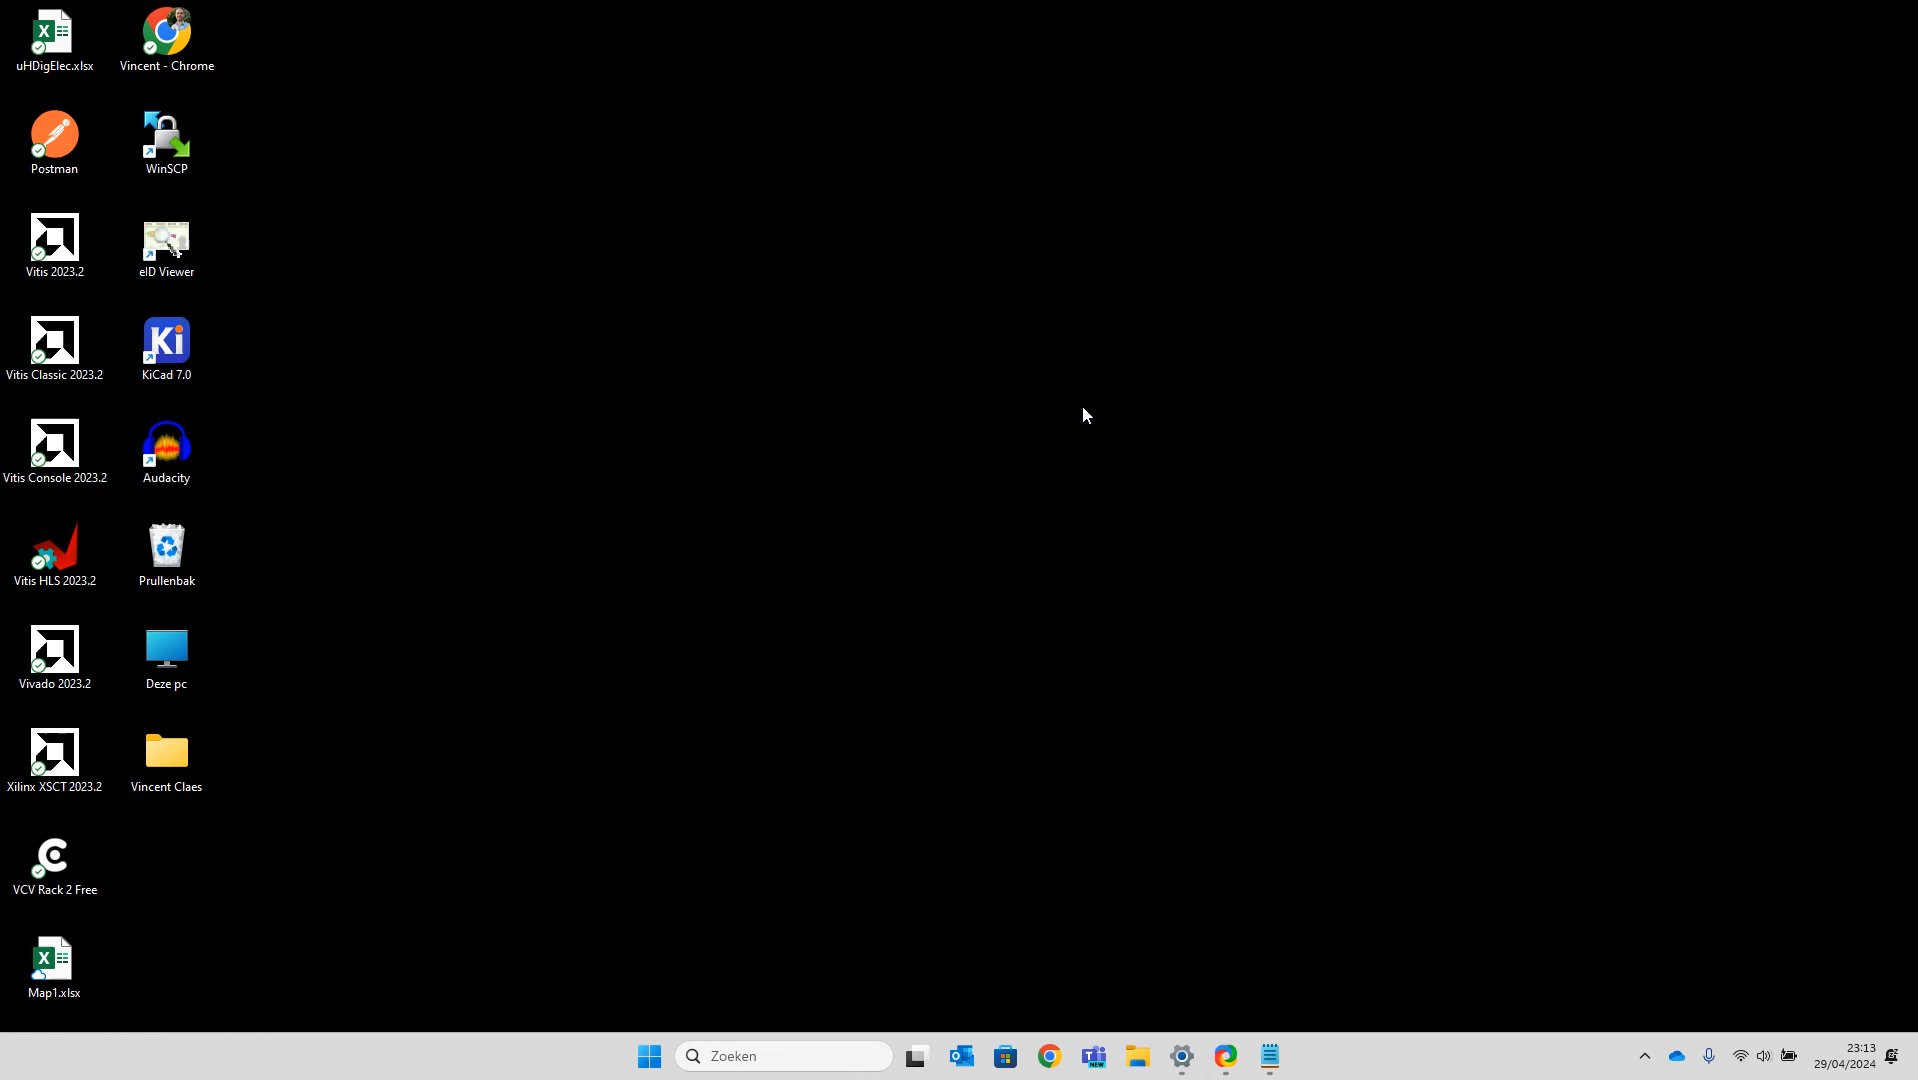 uHDigElec.xlsx
Vincent - Chrome
Postman
WinSCP
Vitis 2023.2
eID Viewer
Vitis Classic 2023.2
KiCad 7.0
Vitis Console 2023.2
Audacity
Vitis HLS 2023.2
Prullenbak
Vivado 2023.2
Deze pc
Xilinx XSCT 2023.2
Vincent Claes
VCV Rack 2 Free
Map1.xlsx
Zoeken
NEW
23:13
29/04/2024